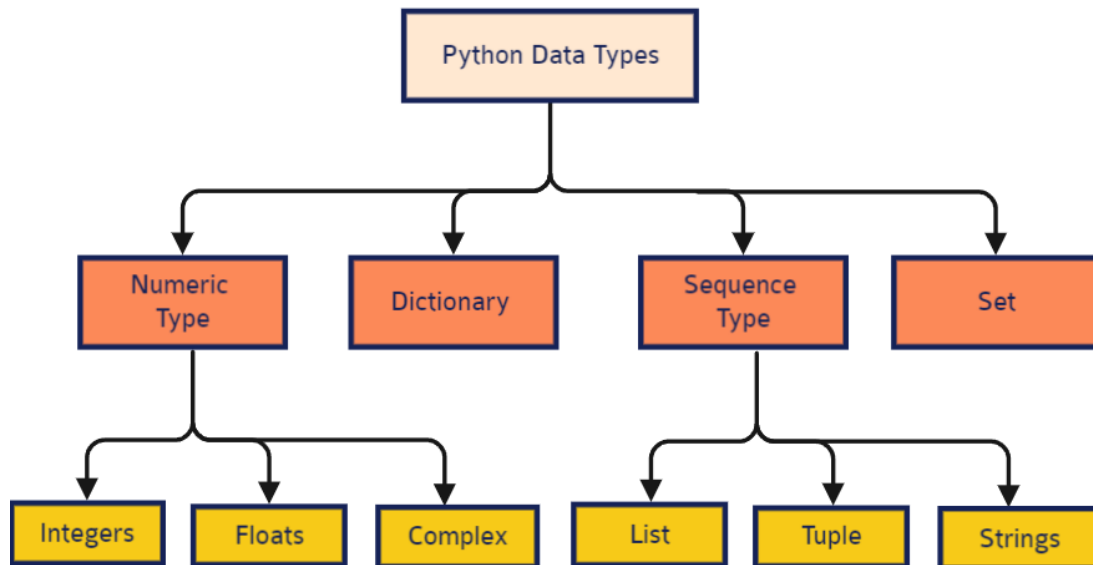 Python Data Types
Numeric
Type
Dictionary
Sequence
Type
Set
Integers
Floats
Complex
List
Tuple
Strings